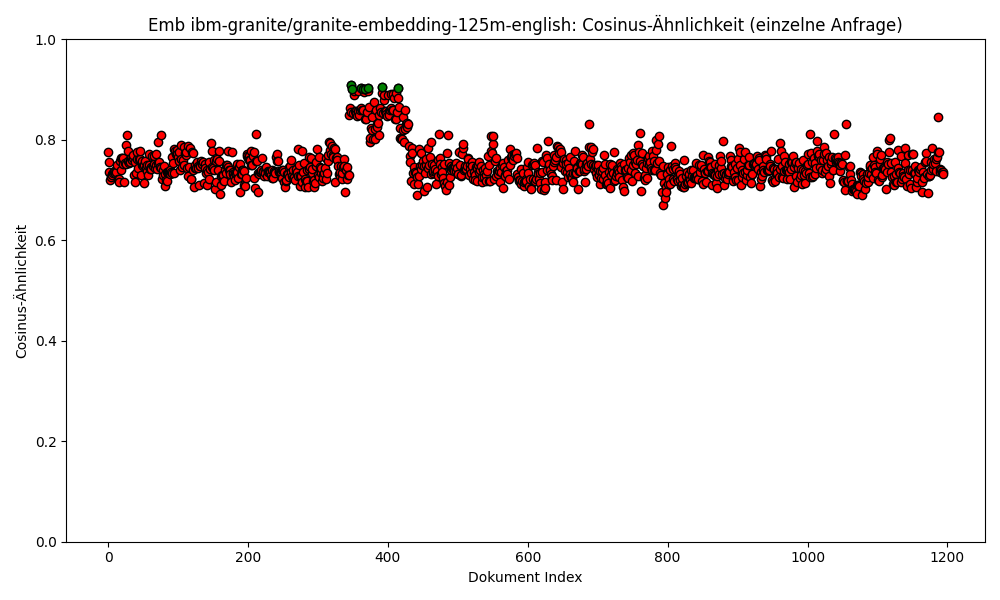 Emb ibm-granite/granite-embedding-125m-english: Cosinus-Ähnlichkeit (einzelne Anfrage)
1.0
0.8
0.6
0.4
0.2
0.0
Cosinus-Ähnlichkeit
0 200 400 600 800 1000 1200
Dokument Index